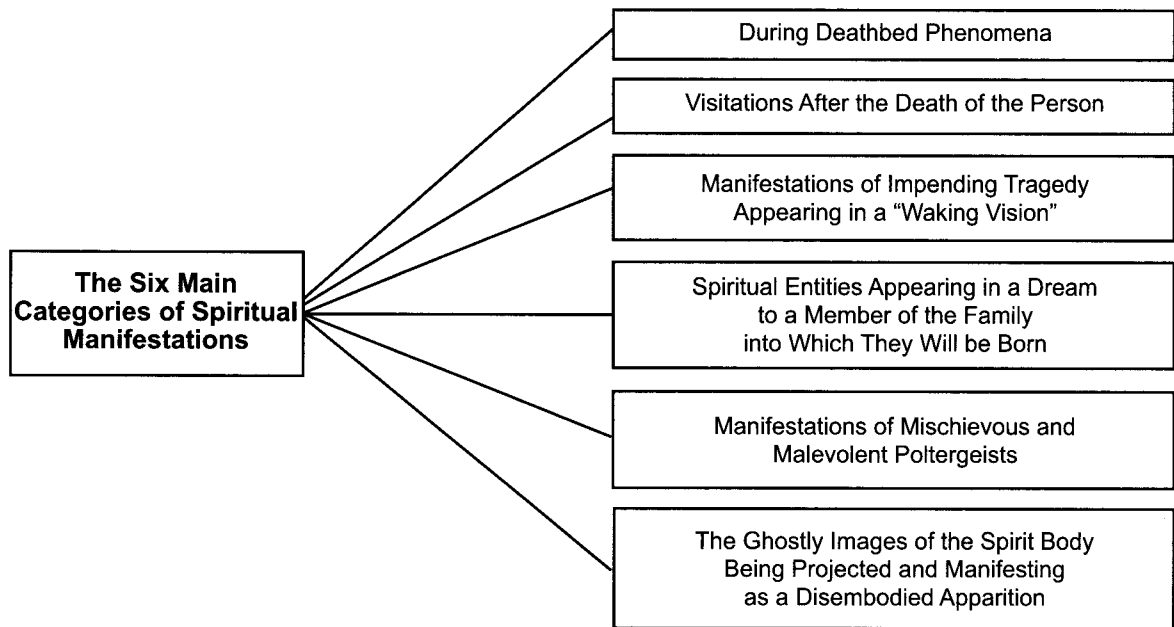 During Deathbed Phenomena
Visitations After the Death of the Person
Manifestations of Impending Tragedy
Appearing in a “Waking Vision”
The Six Main
Categories of Spiritual
Manifestations
Spiritual Entities Appearing in a Dream
to a Member of the Family
into Which They Will be Born
Manifestations of Mischievous and
Malevolent Poltergeists
The Ghostly Images of the Spirit Body
Being Projected and Manifesting
as a Disembodied Apparition